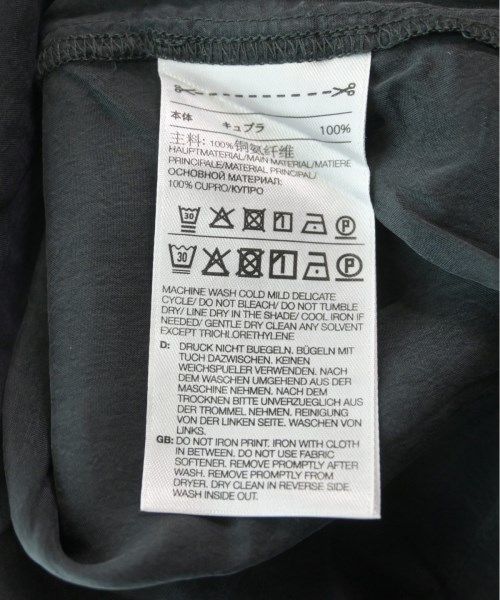 本体 キュプラ 100%
主料: 100%铜氨纤维
HAUPTMATERIAL/MAIN MATERIAL/MATIERE
PRINCIPALE/MATERIAL PRINCIPAL/
ОСНОВНОЙ МАТЕРИАЛ:
100% CUPRO/КУПРО
30 P
30 P
MACHINE WASH COLD MILD DELICATE
CYCLE/ DO NOT BLEACH/ DO NOT TUMBLE
DRY/ LINE DRY IN THE SHADE/ COOL IRON IF
NEEDED/ GENTLE DRY CLEAN ANY SOLVENT
EXCEPT TRICHLORETHYLENE
D: DRUCK NICHT BUEGELN. BÜGELN MIT
TUCH DAZWISCHEN. KEINEN
WEICHSPUELER VERWENDEN. NACH
DEM WASCHEN UMGEHEND AUS DER
MASCHINE NEHMEN. NACH DEM
TROCKNEN BITTE UNVERZUEGLICH AUS
DER TROMMEL NEHMEN. REINIGUNG
VON DER LINKEN SEITE. WASCHEN VON
LINKS.
GB: DO NOT IRON PRINT. IRON WITH CLOTH
IN BETWEEN. DO NOT USE FABRIC
SOFTENER. REMOVE PROMPTLY AFTER
WASH. REMOVE PROMPTLY FROM
DRYER. DRY CLEAN IN REVERSE SIDE
WASH INSIDE OUT.